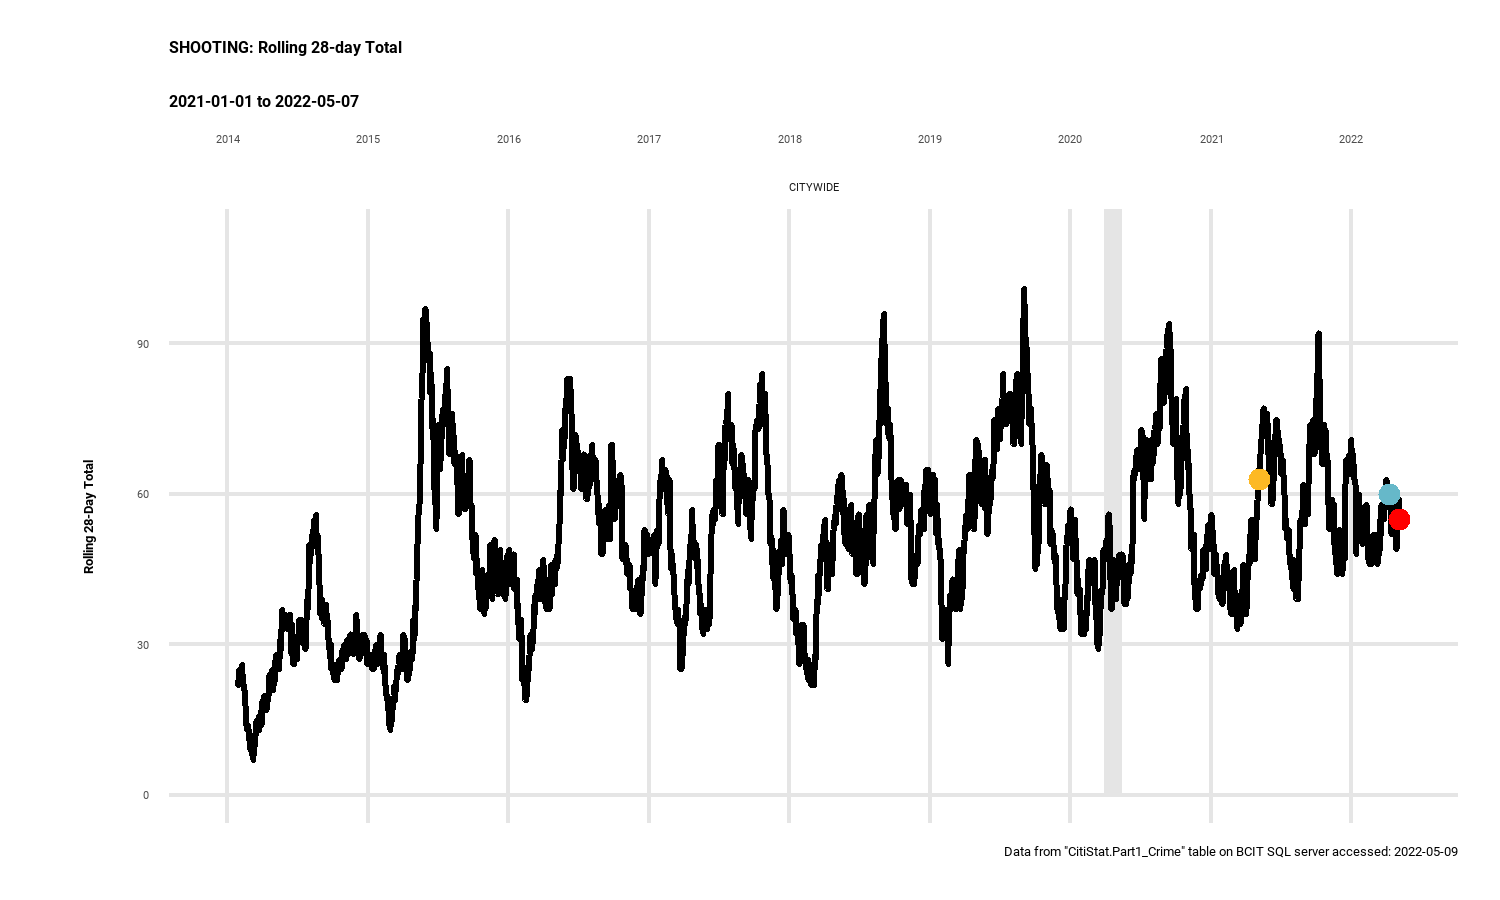 SHOOTING: Rolling 28-day Total
2021-01-01 to 2022-05-07
2014 2015 2016 2017 2018 2019 2020 2021 2022
CITYWIDE
90
60
30
0
Rolling 28-Day Total
Data from "CitiStat.Part1_Crime" table on BCIT SQL server accessed: 2022-05-09